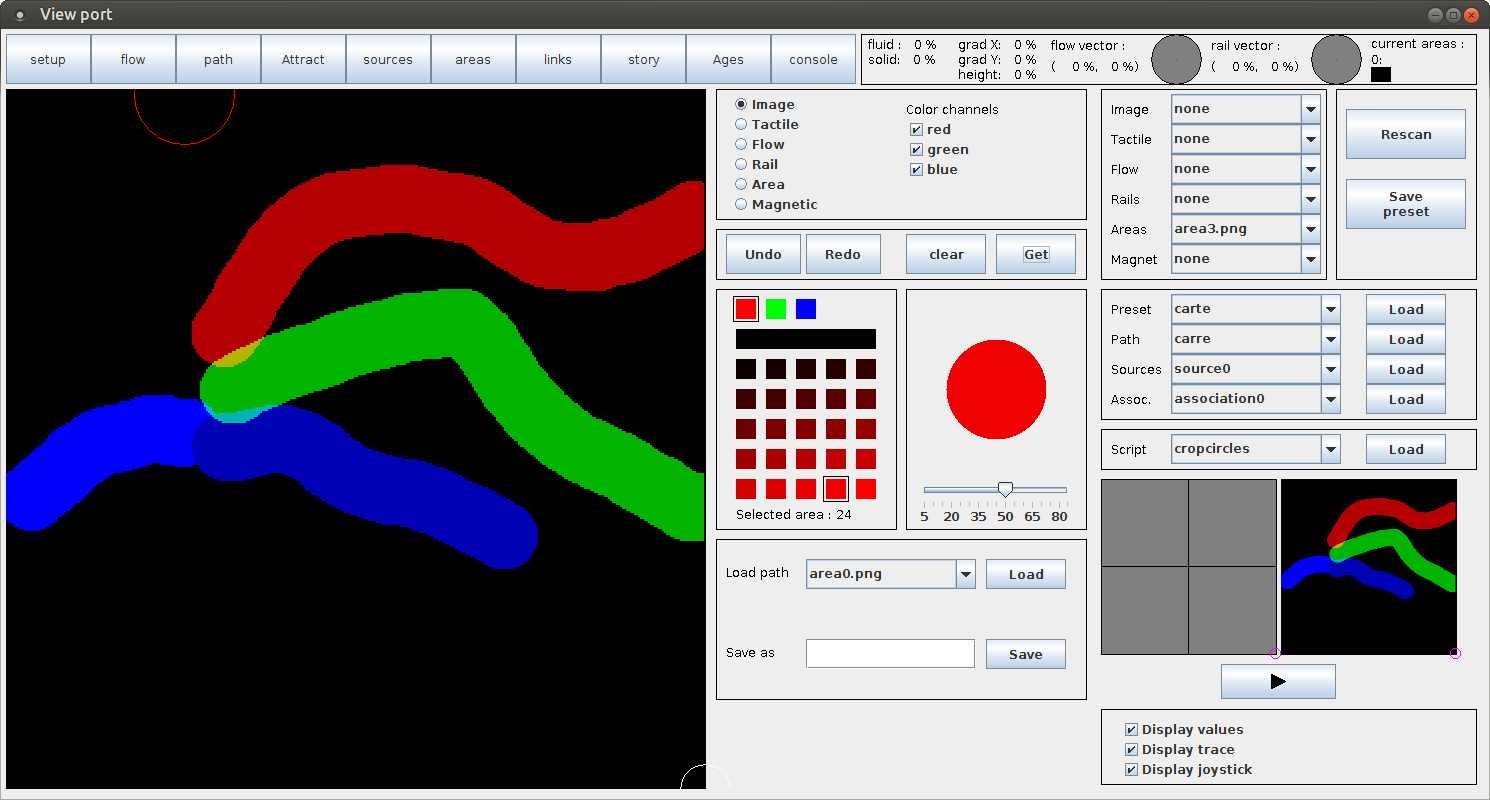 View port
setup flow path Attract sources areas links story Ages console
fluid : 0 % grad X: 0 % flow vector : rail vector : current areas :
solid: 0 % grad Y: 0 % ( 0 %, 0 %) ( 0 %, 0 %) 0:
height: 0 %
Image
Tactile
Flow
Rail
Area
Magnetic
Color channels
red
green
blue
Undo Redo clear Get
Selected area : 24
5 20 35 50 65 80
Load path area0.png Load
Save as Save
Image none
Tactile none
Flow none
Rails none
Areas area3.png
Magnet none
Rescan
Save
preset
Preset carte Load
Path carre Load
Sources source0 Load
Assoc. association0 Load
Script cropcircles Load
Display values
Display trace
Display joystick